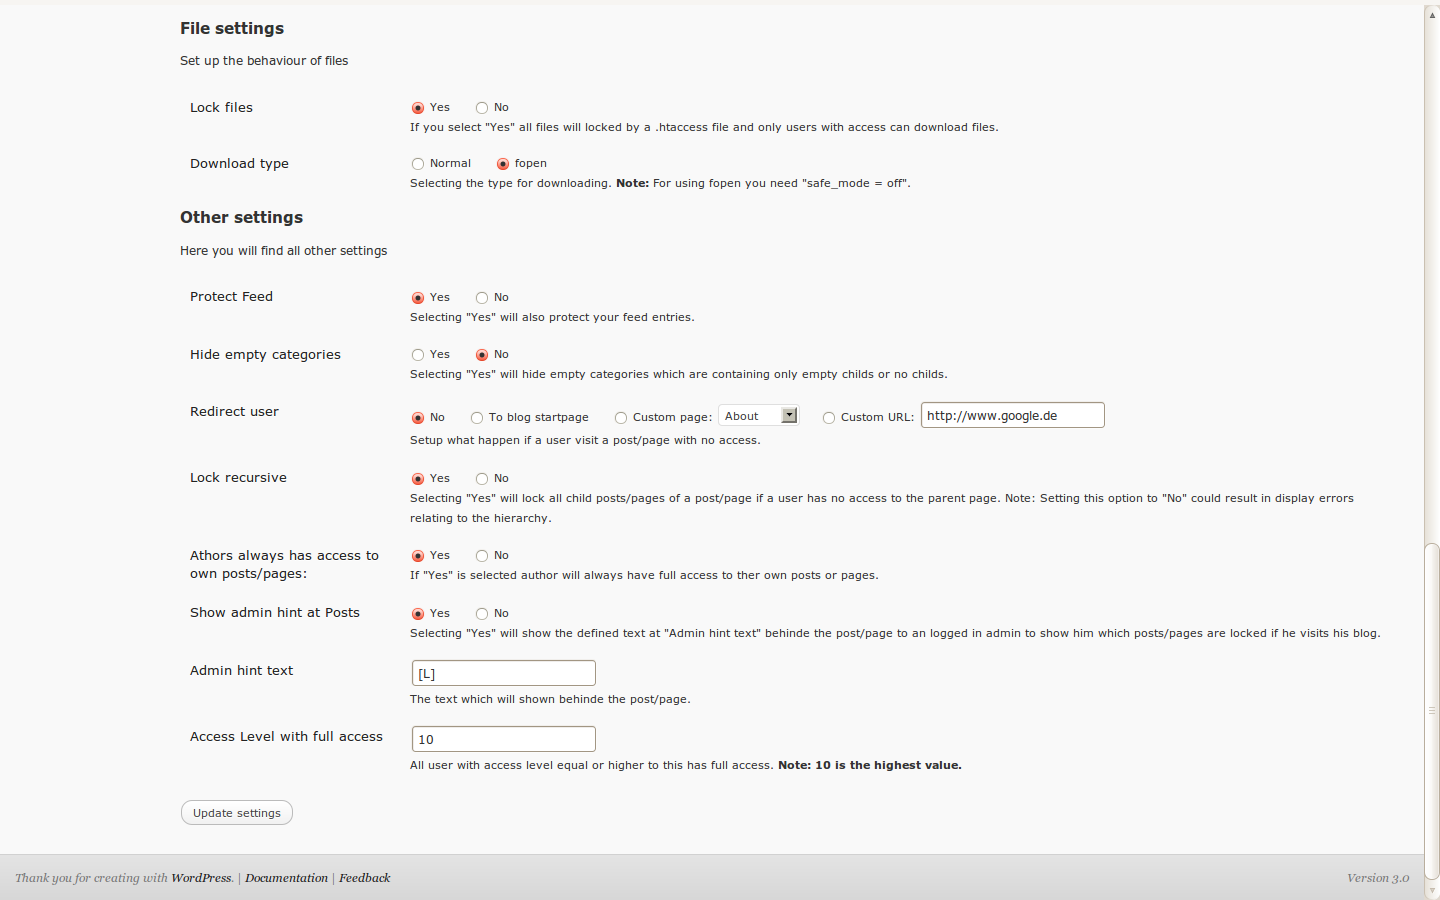 File settings
Set up the behaviour of files
Lock files
Yes No
If you select "Yes" all files will locked by a .htaccess file and only users with access can download files.
Download type
Normal fopen
Selecting the type for downloading. Note: For using fopen you need "safe_mode = off".
Other settings
Here you will find all other settings
Protect Feed
Yes No
Selecting "Yes" will also protect your feed entries.
Hide empty categories
Yes No
Selecting "Yes" will hide empty categories which are containing only empty childs or no childs.
Redirect user
No To blog startpage Custom page: About Custom URL: http://www.google.de
Setup what happen if a user visit a post/page with no access.
Lock recursive
Yes No
Selecting "Yes" will lock all child posts/pages of a post/page if a user has no access to the parent page. Note: Setting this option to "No" could result in display errors
relating to the hierarchy.
Athors always has access to
own posts/pages:
Yes No
If "Yes" is selected author will always have full access to ther own posts or pages.
Show admin hint at Posts
Yes No
Selecting "Yes" will show the defined text at "Admin hint text" behinde the post/page to an logged in admin to show him which posts/pages are locked if he visits his blog.
Admin hint text
[L]
The text which will shown behinde the post/page.
Access Level with full access
10
All user with access level equal or higher to this has full access. Note: 10 is the highest value.
Update settings
Thank you for creating with WordPress. | Documentation | Feedback
Version 3.0